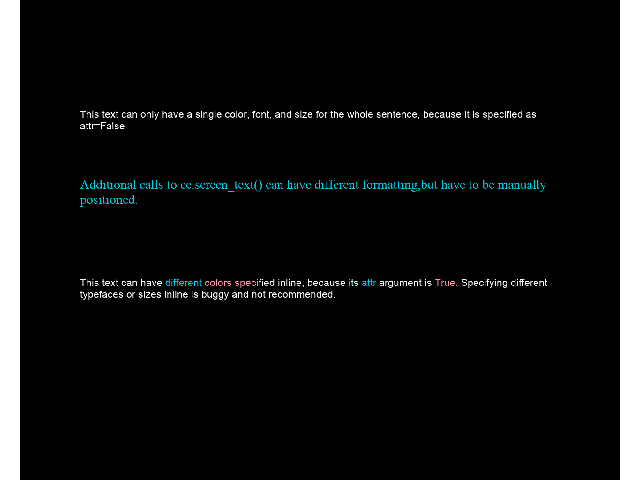 This text can only have a single color, font, and size for the whole sentence, because it is specified as
attr=False
Additional calls to cc.screen_text() can have different formatting,but have to be manually
positioned.
This text can have different colors specified inline, because its attr argument is True. Specifying different
typefaces or sizes inline is buggy and not recommended.